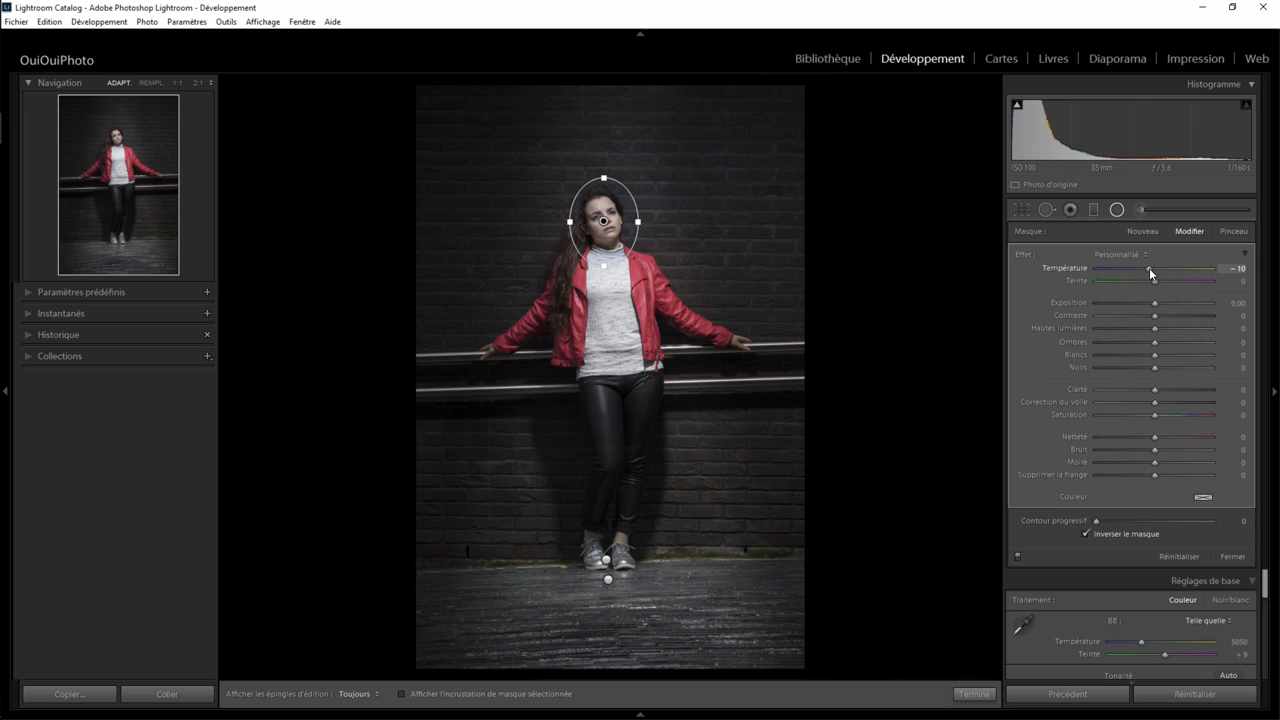 Lr Lightroom Catalog - Adobe Photoshop Lightroom - Développement
Fichier Edition Développement Photo Paramètres Outils Affichage Fenêtre Aide
OuiOuiPhoto
Bibliothèque | Développement | Cartes | Livres | Diaporama | Impression | Web
Navigation ADAPT. REMPL. 1:1 2:1
Paramètres prédéfinis +
Instantanés +
Historique ×
Collections +
Copier... Coller
Afficher les épingles d'édition : Toujours
Afficher l'incrustation de masque sélectionnée
Terminé
Histogramme
ISO 100 85 mm ƒ / 5,6 1/160 s
Photo d'origine
Masque : Nouveau Modifier Pinceau
Effet : Personnalisé
Température - 10
Teinte 0
Exposition 0,00
Contraste 0
Hautes lumières 0
Ombres 0
Blancs 0
Noirs 0
Clarté 0
Correction du voile 0
Saturation 0
Netteté 0
Bruit 0
Moiré 0
Supprimer la frange 0
Couleur
Contour progressif 0
Inverser le masque
Réinitialiser Fermer
Réglages de base
Traitement : Couleur Noir/blanc
BB : Telle quelle
Température 5050
Teinte + 9
Tonalité Auto
Précédent Réinitialiser